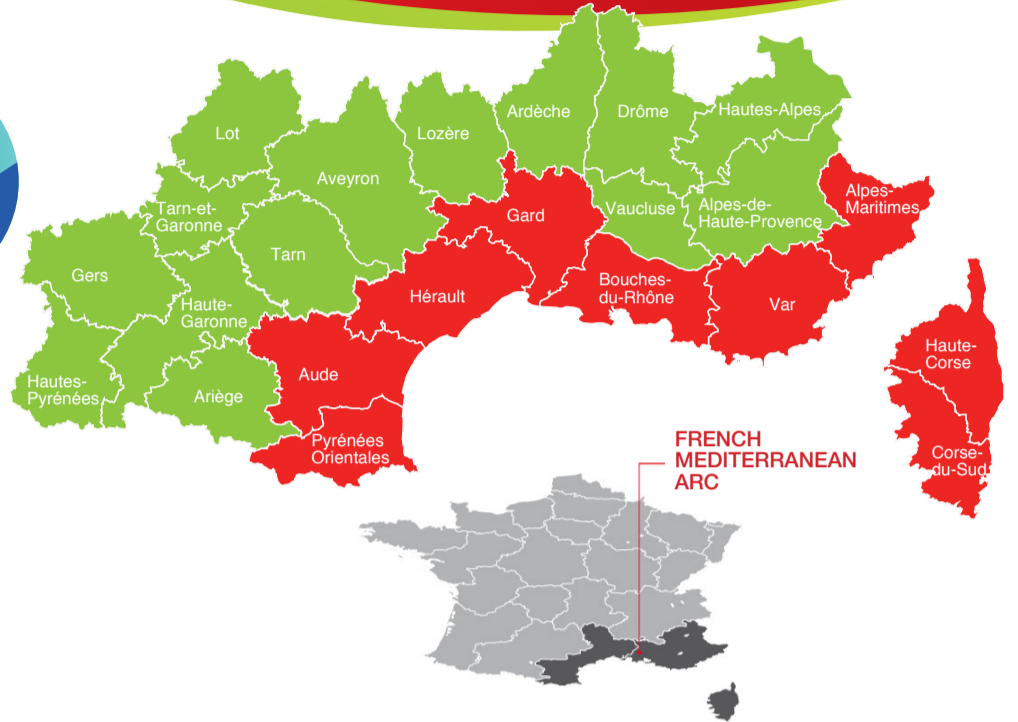 Lot
Aveyron
Lozère
Ardèche
Drôme
Hautes-Alpes
Tarn-et-
Garonne
Tarn
Gard
Vaucluse
Alpes-de-
Haute-Provence
Alpes-
Maritimes
Gers
Haute-
Garonne
Hérault
Bouches-
du-Rhône
Var
Hautes-
Pyrénées
Ariège
Aude
Pyrénées
Orientales
Haute-
Corse
Corse-
du-Sud
FRENCH
MEDITERRANEAN
ARC